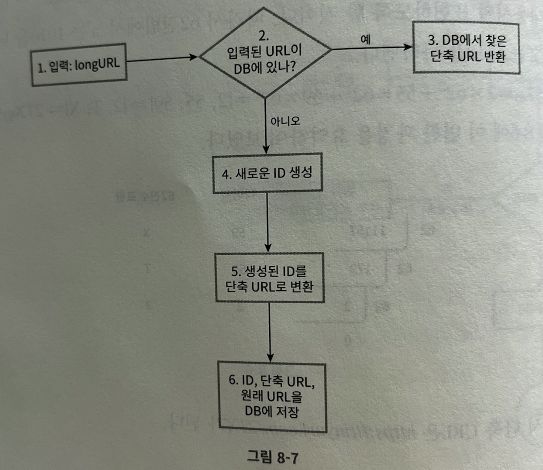 1. 입력: longURL
2.
입력된 URL이
DB에 있나?
예
3. DB에서 찾은
단축 URL 반환
아니오
4. 새로운 ID 생성
5. 생성된 ID를
단축 URL로 변환
6. ID, 단축 URL,
원래 URL을
DB에 저장
그림 8-7